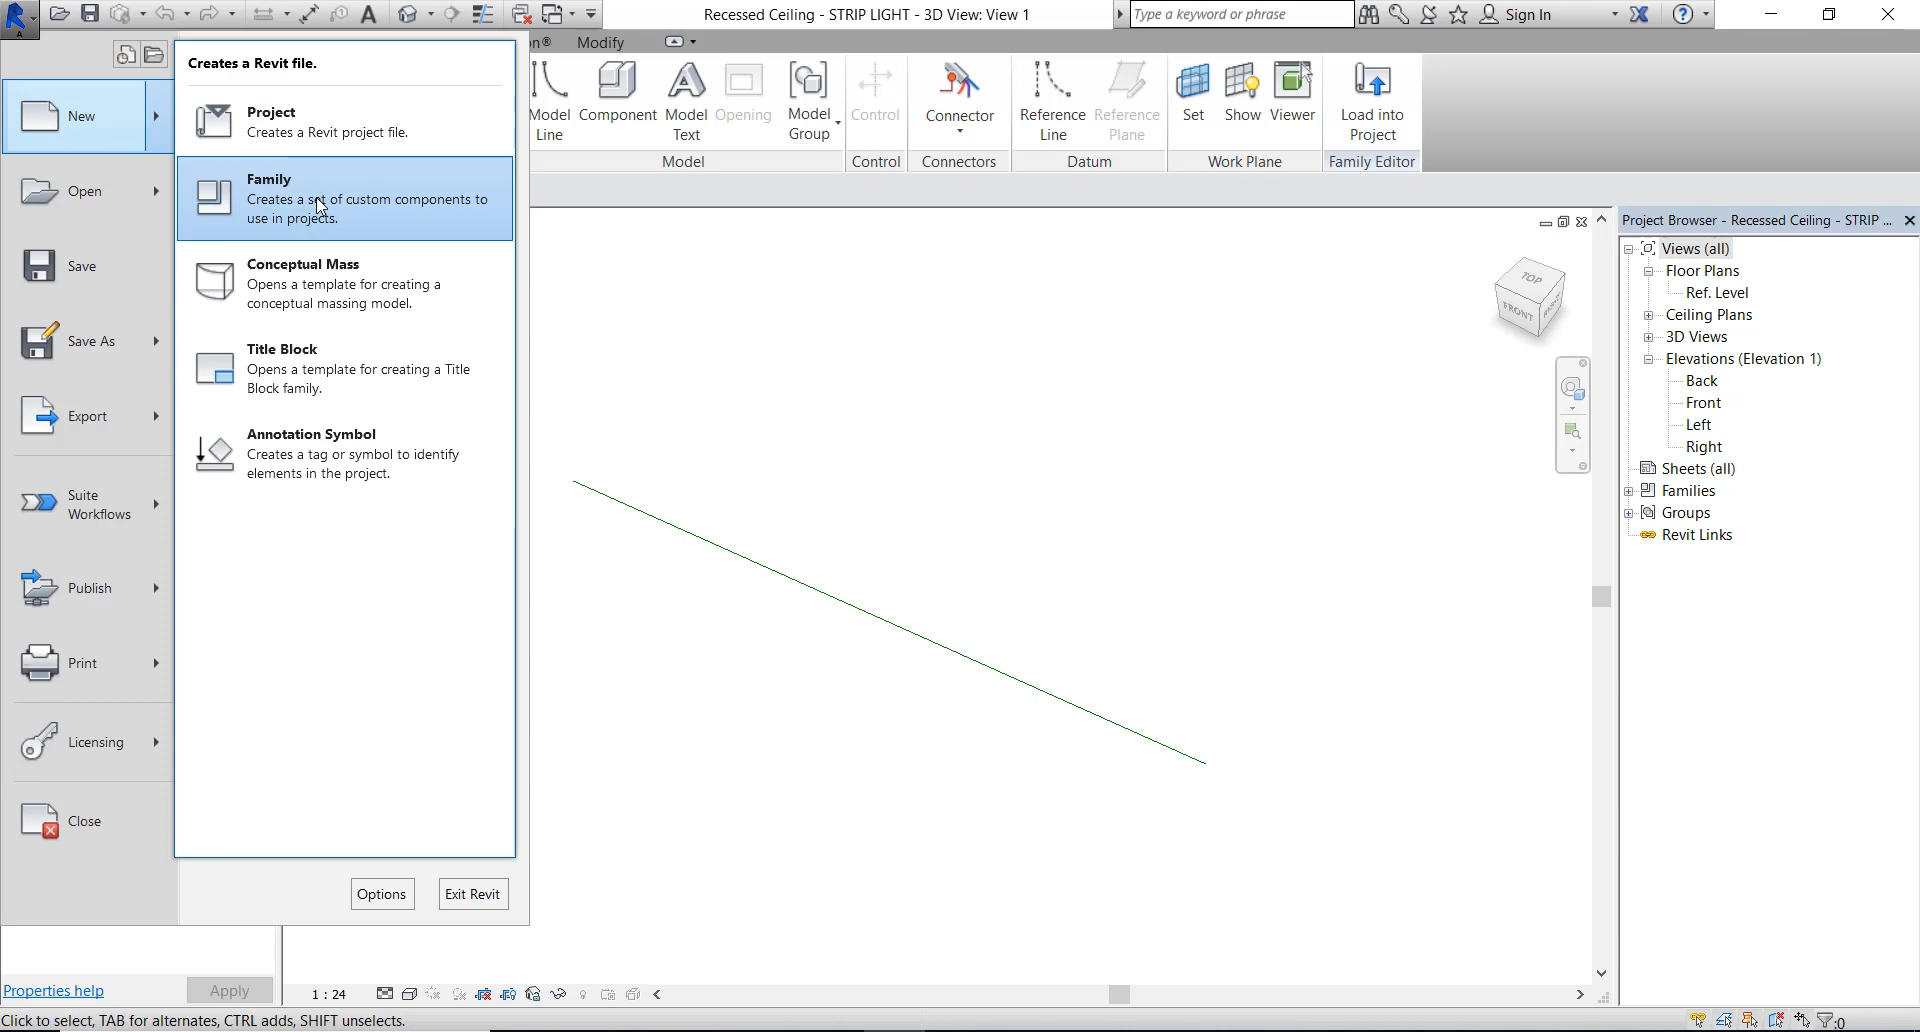 Recessed Ceiling - STRIP LIGHT - 3D View: View 1
Type a keyword or phrase
Sign In
n®
Modify
Creates a Revit file.
New
Project
Creates a Revit project file.
Family
Creates a set of custom components to
use in projects.
Conceptual Mass
Opens a template for creating a
conceptual massing model.
Title Block
Opens a template for creating a Title
Block family.
Annotation Symbol
Creates a tag or symbol to identify
elements in the project.
Open
Save
Save As
Export
Suite
Workflows
Publish
Print
Licensing
Close
Options
Exit Revit
Model
Line
Component
Model
Text
Opening
Model
Group
Control
Connector
Reference
Line
Reference
Plane
Set
Show
Viewer
Load into
Project
Model
Control
Connectors
Datum
Work Plane
Family Editor
TOP
FRONT
RIGHT
Project Browser - Recessed Ceiling - STRIP ...
Views (all)
Floor Plans
Ref. Level
Ceiling Plans
3D Views
Elevations (Elevation 1)
Back
Front
Left
Right
Sheets (all)
Families
Groups
Revit Links
Properties help
Apply
1 : 24
Click to select, TAB for alternates, CTRL adds, SHIFT unselects.
:0